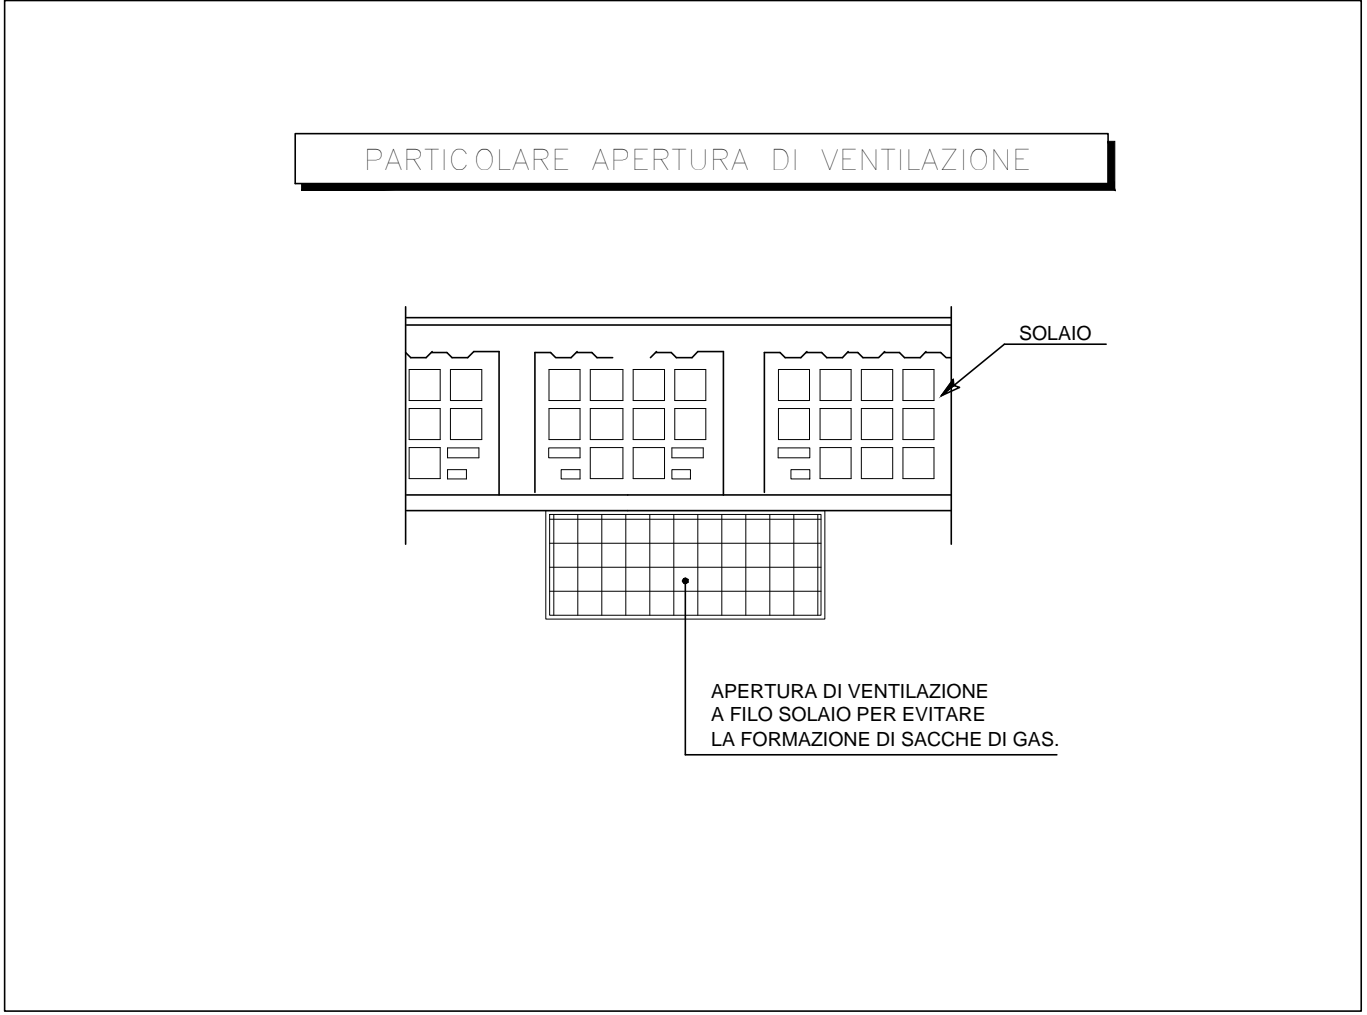 PARTICOLARE APERTURA DI VENTILAZIONE
SOLAIO
APERTURA DI VENTILAZIONE
A FILO SOLAIO PER EVITARE
LA FORMAZIONE DI SACCHE DI GAS.